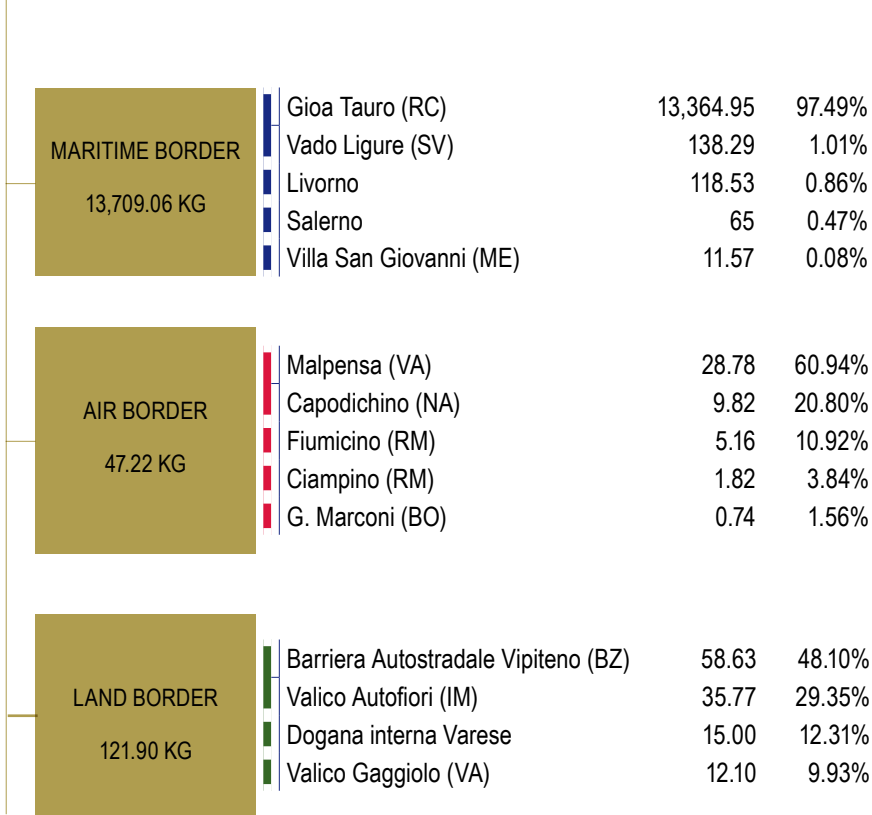 MARITIME BORDER
13,709.06 KG
Gioa Tauro (RC) 13,364.95 97.49%
Vado Ligure (SV) 138.29 1.01%
Livorno 118.53 0.86%
Salerno 65 0.47%
Villa San Giovanni (ME) 11.57 0.08%
AIR BORDER
47.22 KG
Malpensa (VA) 28.78 60.94%
Capodichino (NA) 9.82 20.80%
Fiumicino (RM) 5.16 10.92%
Ciampino (RM) 1.82 3.84%
G. Marconi (BO) 0.74 1.56%
LAND BORDER
121.90 KG
Barriera Autostradale Vipiteno (BZ) 58.63 48.10%
Valico Autofiori (IM) 35.77 29.35%
Dogana interna Varese 15.00 12.31%
Valico Gaggiolo (VA) 12.10 9.93%